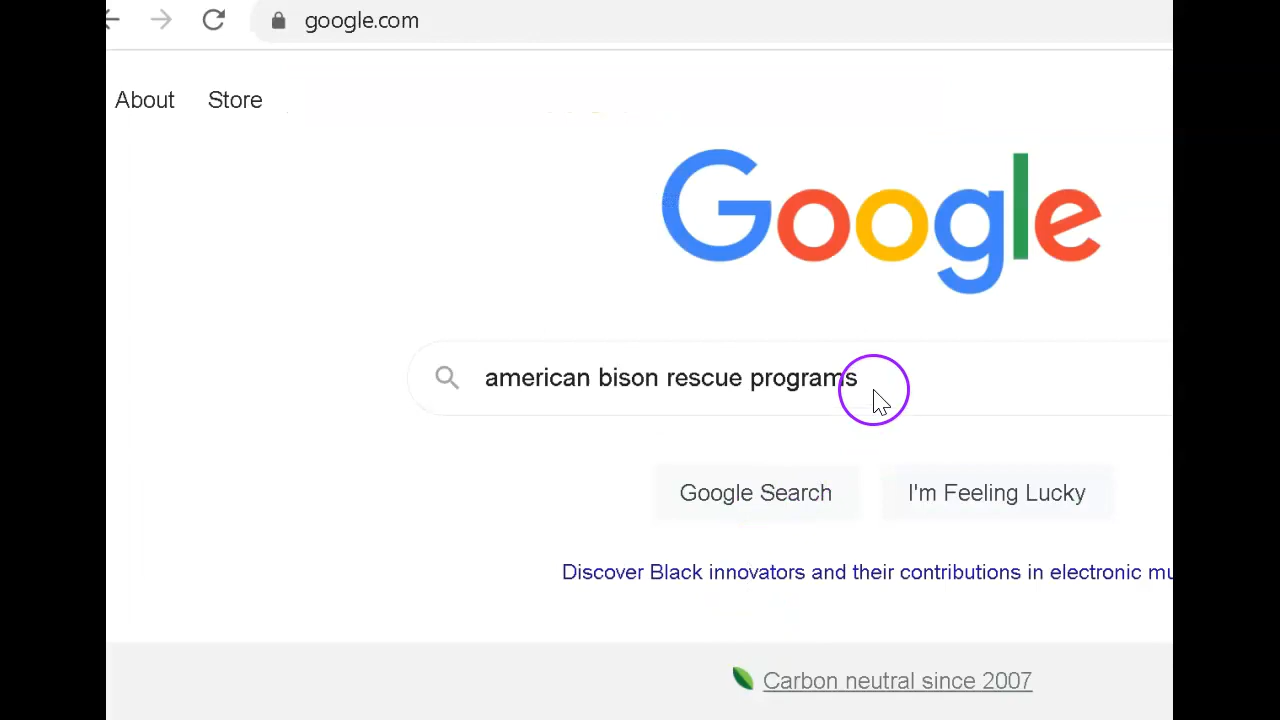 google.com
About Store
Google
american bison rescue programs
Google Search I'm Feeling Lucky
Discover Black innovators and their contributions in electronic
Carbon neutral since 2007